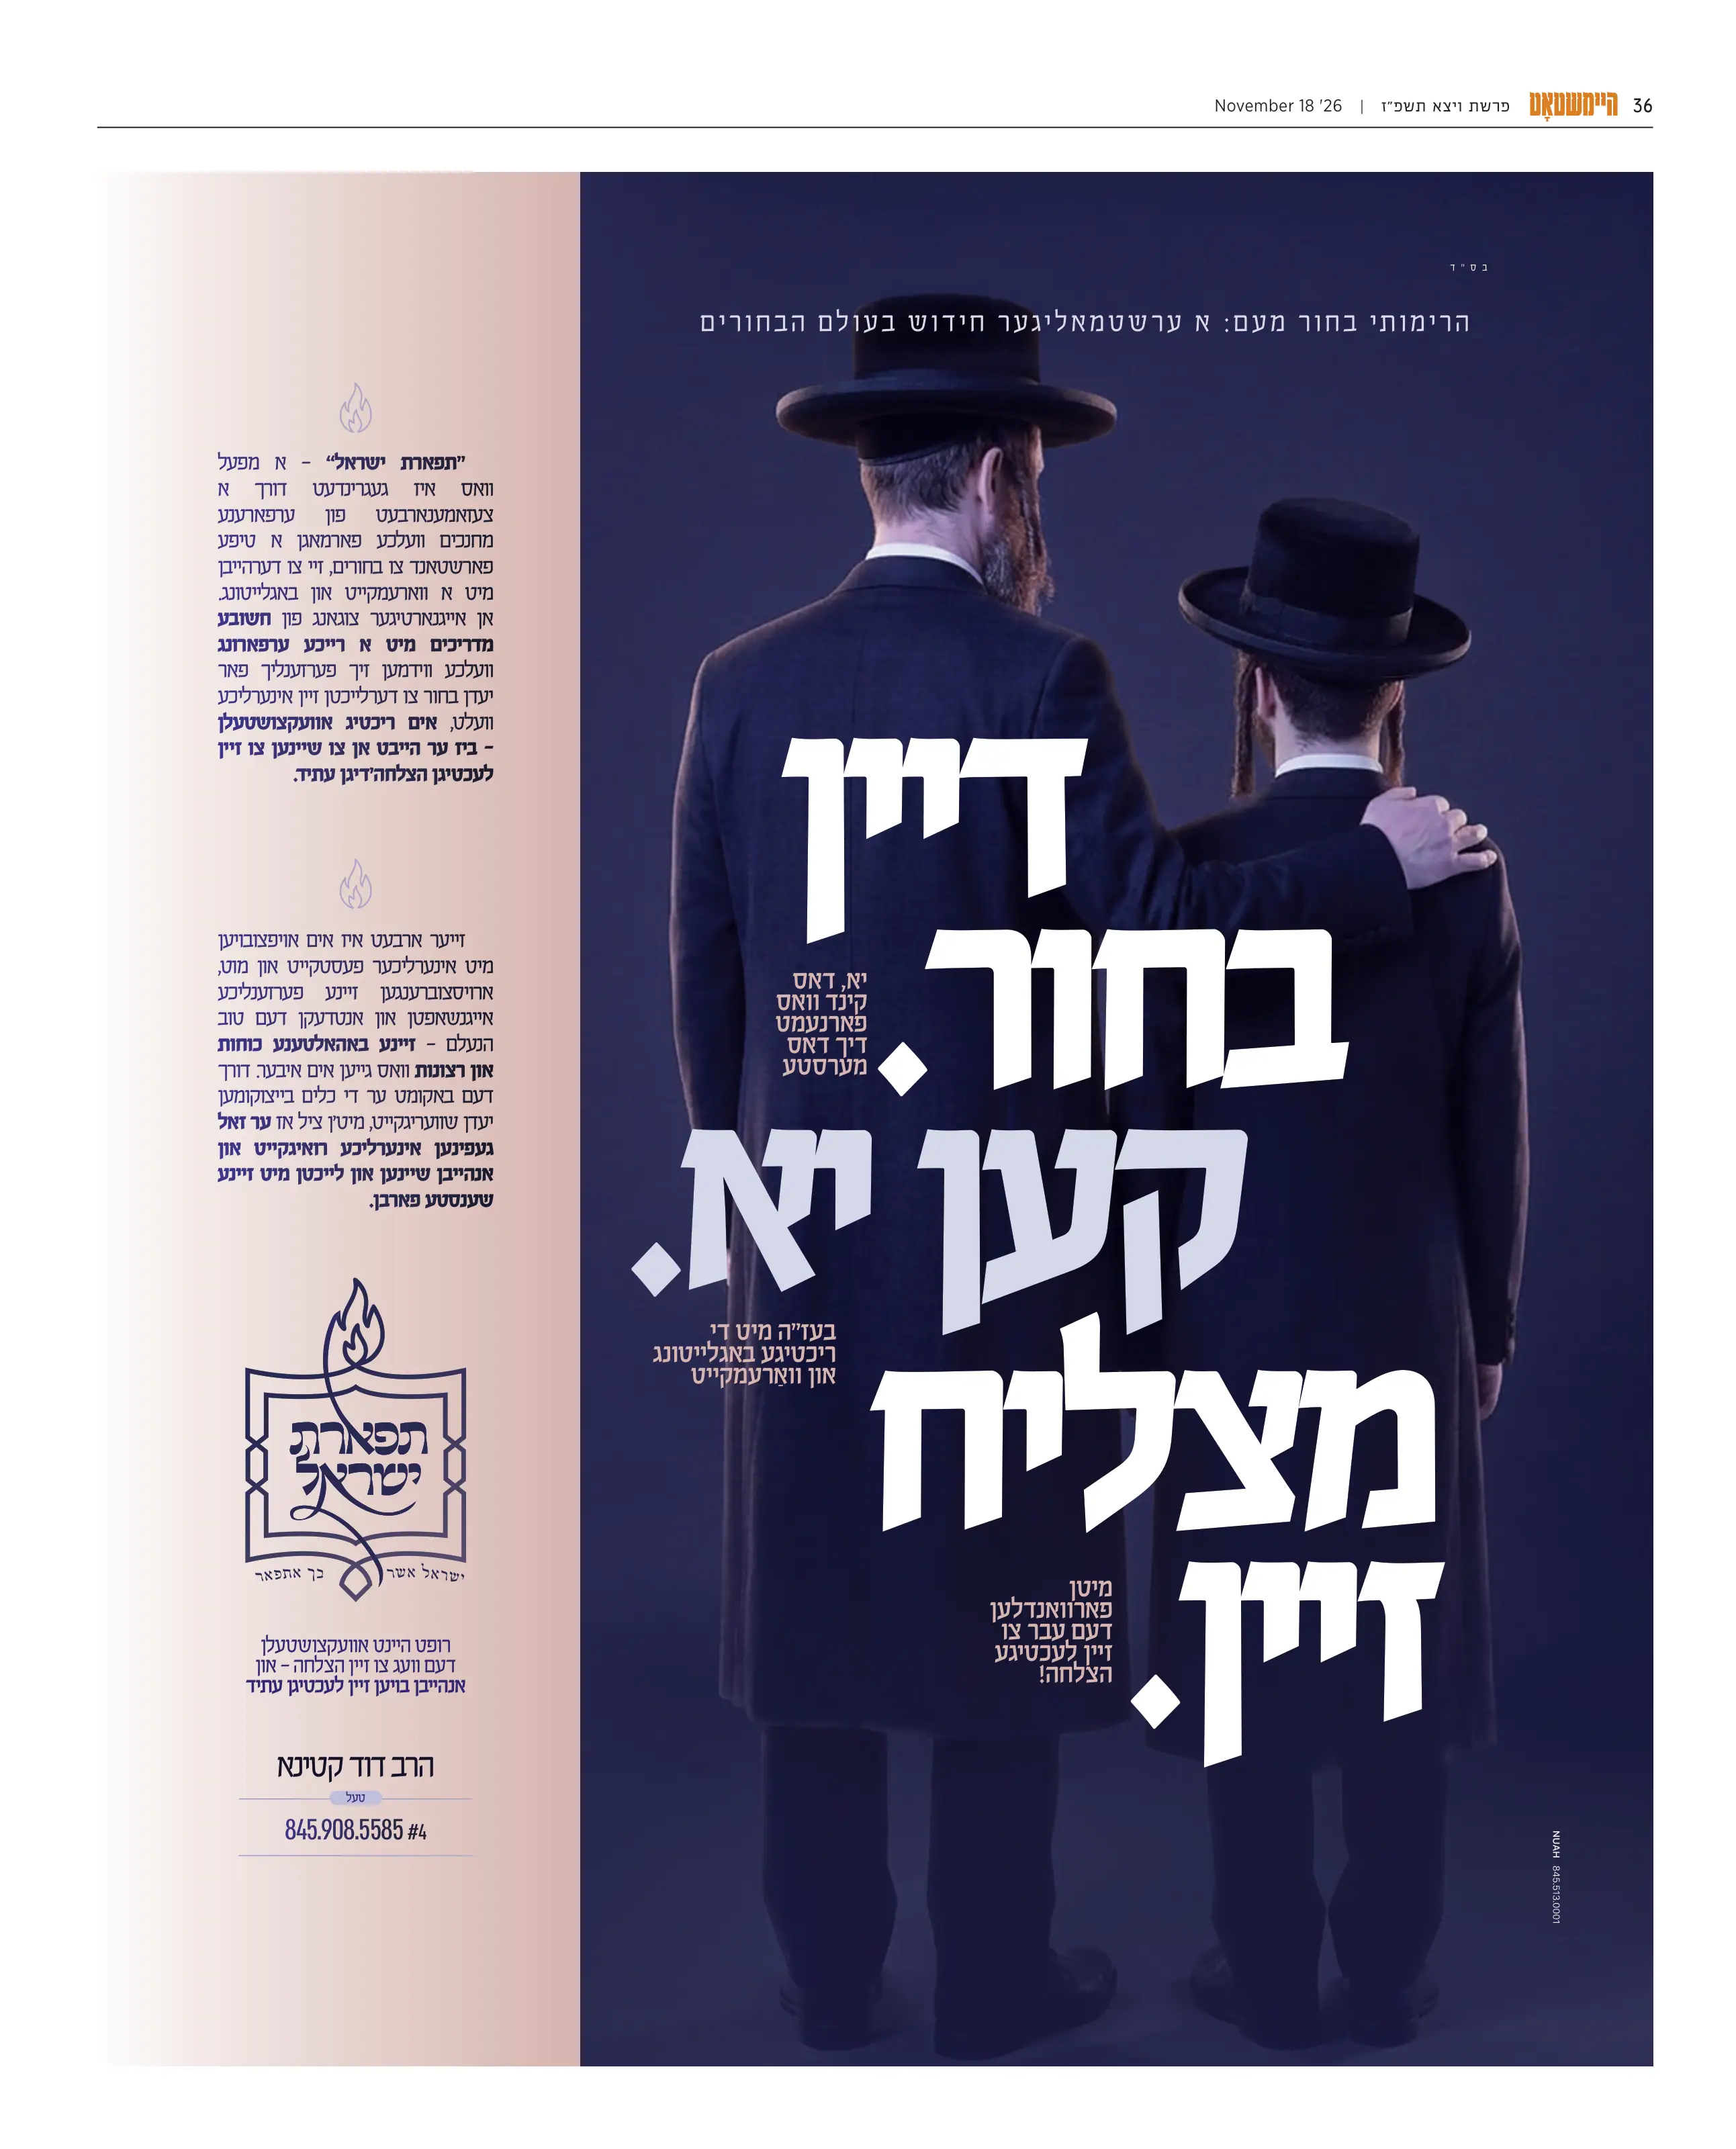 36 היימשטאָט פרשת ויצא תשפ״ז | November 18 '26
בס״ד
הרימותי בחור מעם: א ערשטמאליגער חידוש בעולם הבחורים
דיין
בחור.
יא, דאס
קינד וואס
פארנעמט
דיך דאס
מערסטע
קען יא.
בעז״ה מיט די
ריכטיגע באגלייטונג
און וואַרעמקייט
מצליח
זיין.
מיטן
פארוואנדלען
דעם עבר צו
זיין לעכטיגע
הצלחה!
NUAH 845.513.0001
״תפארת ישראל״ – א מפעל
וואס איז געגרינדעט דורך א
צעזאמענארבעט פון ערפארענע
מחנכים וועלכע פארמאגן א טיפע
פארשטאנד צו בחורים, זיי צו דערהייבן
מיט א ווארעמקייט און באגלייטונג.
אן אייגנארטיגער צוגאנג פון חשובע
מדריכים מיט א רייכע ערפארונג
וועלכע ווידמען זיך פערזענליך פאר
יעדן בחור צו דערלייכטן זיין אינערליכע
וועלט, אים ריכטיג אוועקצושטעלן
– ביז ער הייבט אן צו שיינען צו זיין
לעכטיגן הצלחה'דיגן עתיד.
זייער ארבעט איז אים אויפצובויען
מיט אינערליכער פעסטקייט און מוט,
ארויסצוברענגען זיינע פערזענליכע
אייגנשאפטן און אנטדעקן דעם טוב
הנעלם – זיינע באהאלטענע כוחות
און רצונות וואס גייען אים איבער. דורך
דעם באקומט ער די כלים בייצוקומען
יעדן שוועריגקייט, מיט׳ן ציל אז ער זאל
געפינען אינערליכע רואיגקייט און
אנהייבן שיינען און לייכטן מיט זיינע
שענסטע פארבן.
תפארת
ישראל
ישראל אשר בך אתפאר
רופט היינט אוועקצושטעלן
דעם וועג צו זיין הצלחה – און
אנהייבן בויען זיין לעכטיגן עתיד
הרב דוד קטינא
טעל
845.908.5585 #4